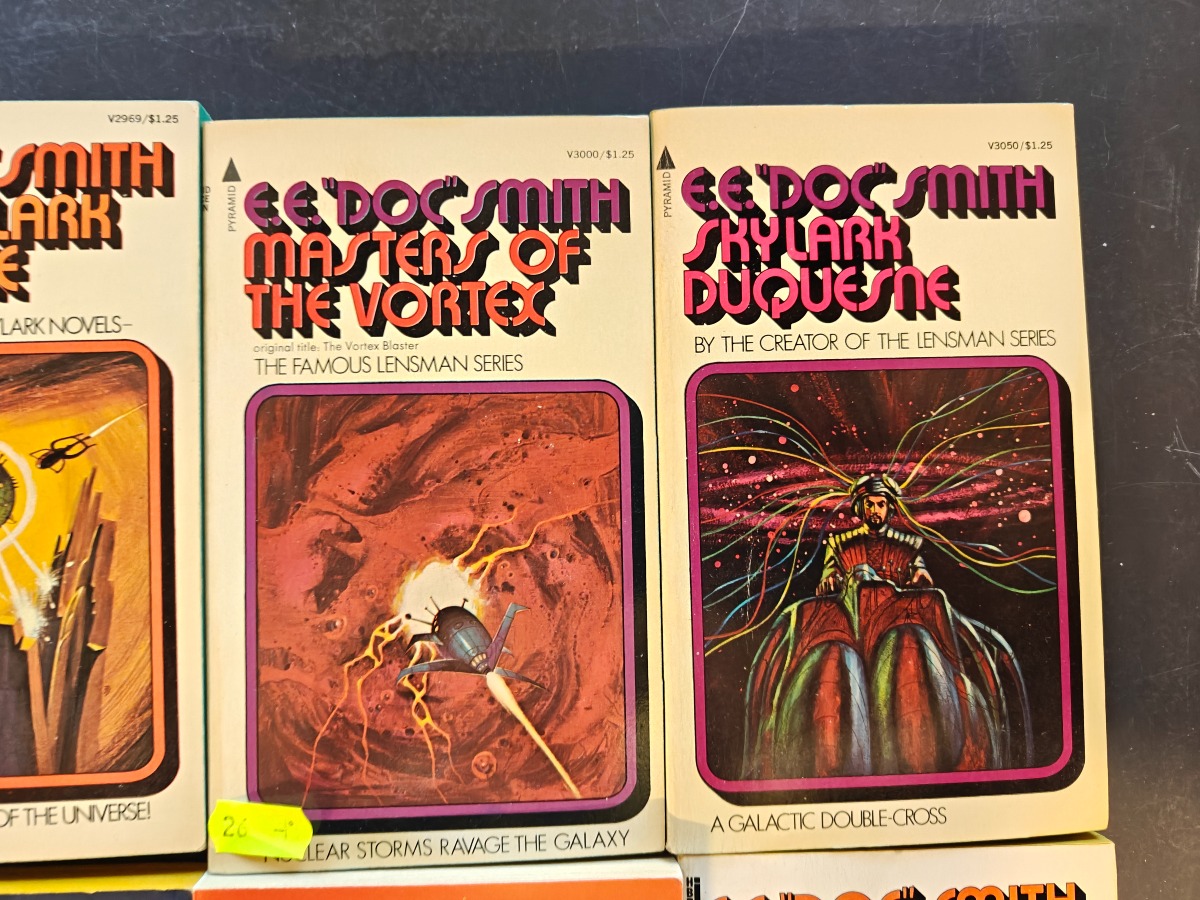 V2969/$1.25
SMITH
LARK
E
LARK NOVELS–
OF THE UNIVERSE!
V3000/$1.25
PYRAMID
E.E. "DOC" SMITH
MASTERS OF
THE VORTEX
original title: The Vortex Blaster
THE FAMOUS LENSMAN SERIES
26
NUCLEAR STORMS RAVAGE THE GALAXY
V3050/$1.25
PYRAMID
E.E. "DOC" SMITH
SKYLARK
DUQUESNE
BY THE CREATOR OF THE LENSMAN SERIES
A GALACTIC DOUBLE-CROSS
E.E. "DOC" SMITH